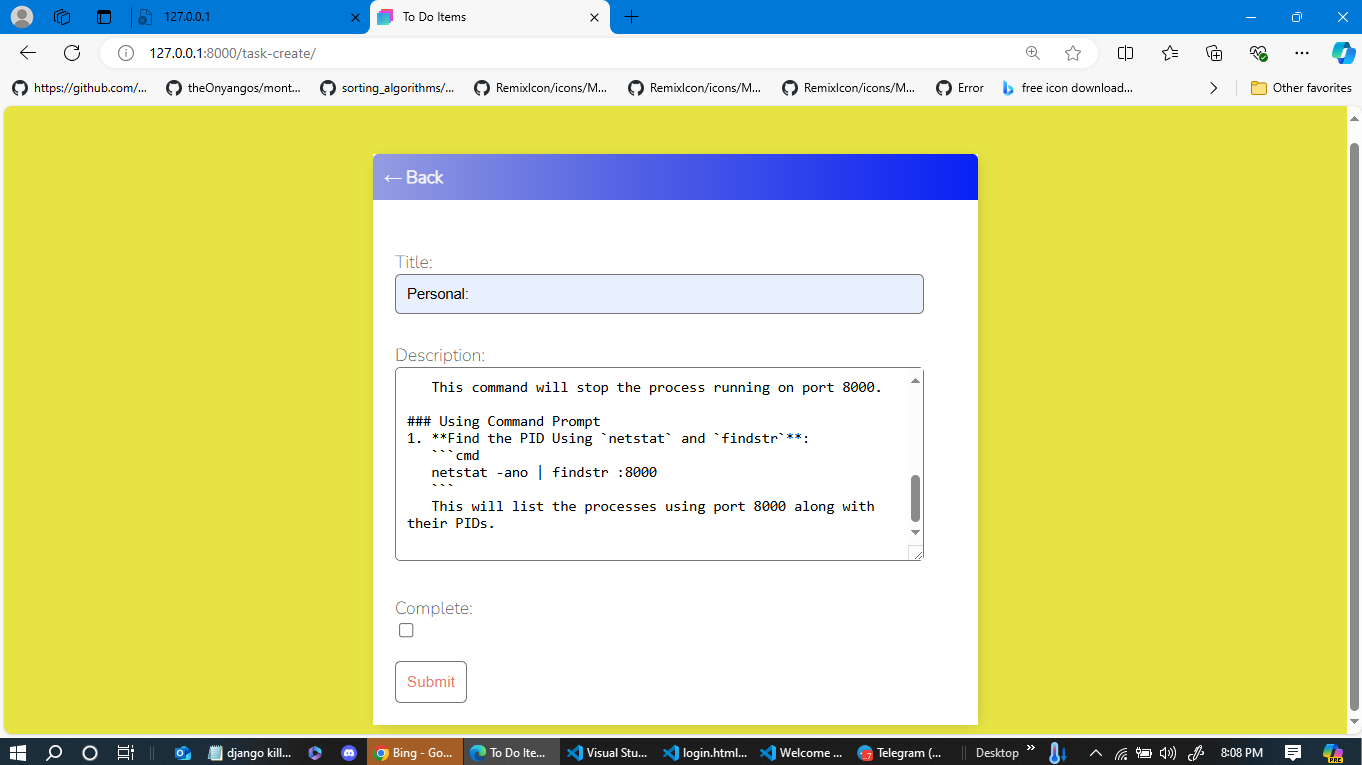 127.0.0.1
To Do Items
127.0.0.1:8000/task-create/
https://github.com/...
theOnyangos/mont...
sorting_algorithms/...
RemixIcon/icons/M...
RemixIcon/icons/M...
RemixIcon/icons/M...
Error
free icon download...
Other favorites
← Back
Title:
Personal:
Description:
This command will stop the process running on port 8000.
### Using Command Prompt
1. **Find the PID Using `netstat` and `findstr`**:
```cmd
netstat -ano | findstr :8000
```
This will list the processes using port 8000 along with
their PIDs.
Complete:
Submit
django kill...
Bing - Go...
To Do Ite...
Visual Stu...
login.html...
Welcome ...
Telegram (...
Desktop
8:08 PM
PRE